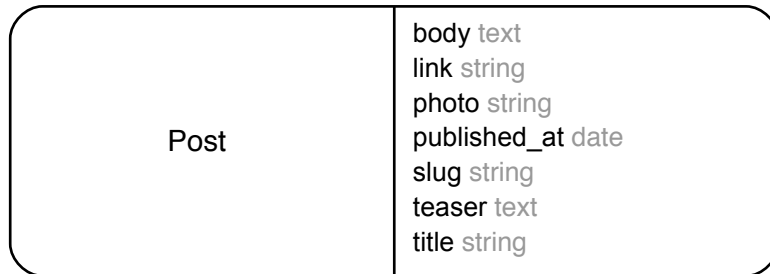 Post
body text
link string
photo string
published_at date
slug string
teaser text
title string